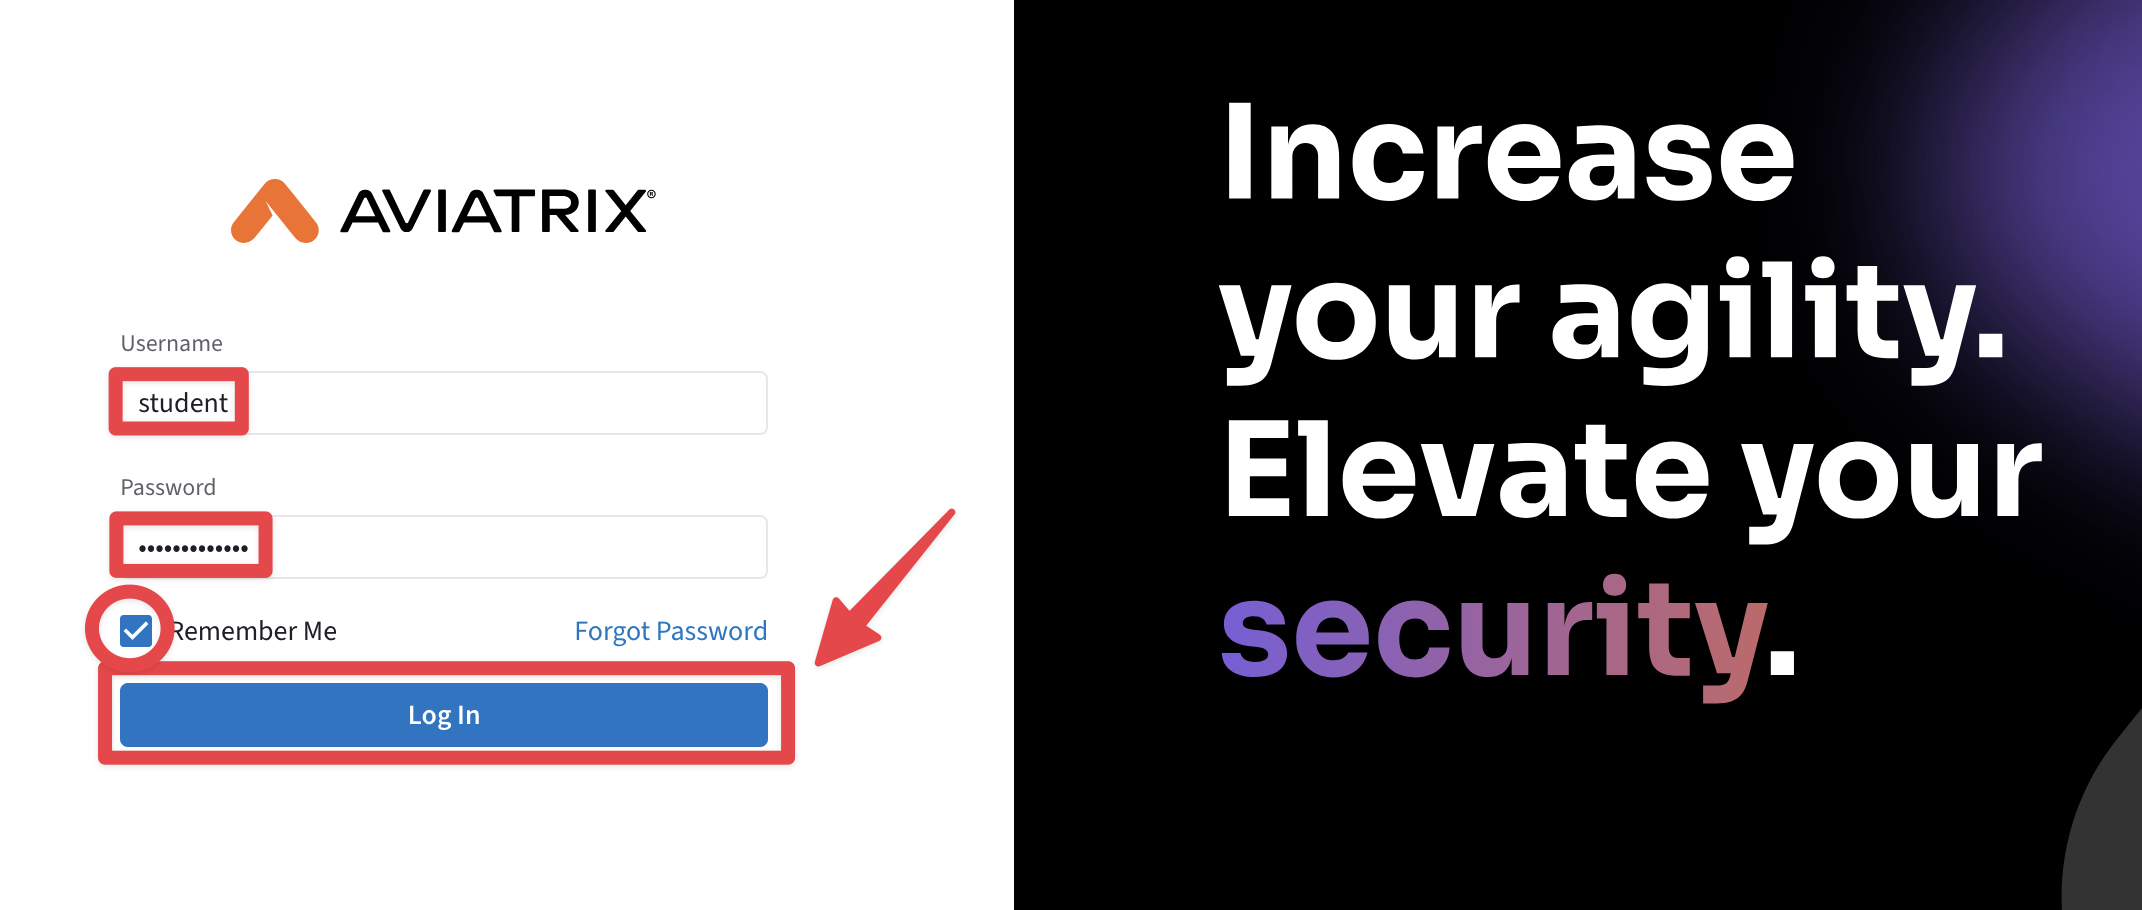 AVIATRIX®
Username
student
Password
•••••••••••••
Remember Me
Forgot Password
Log In
Increase
your agility.
Elevate your
security.